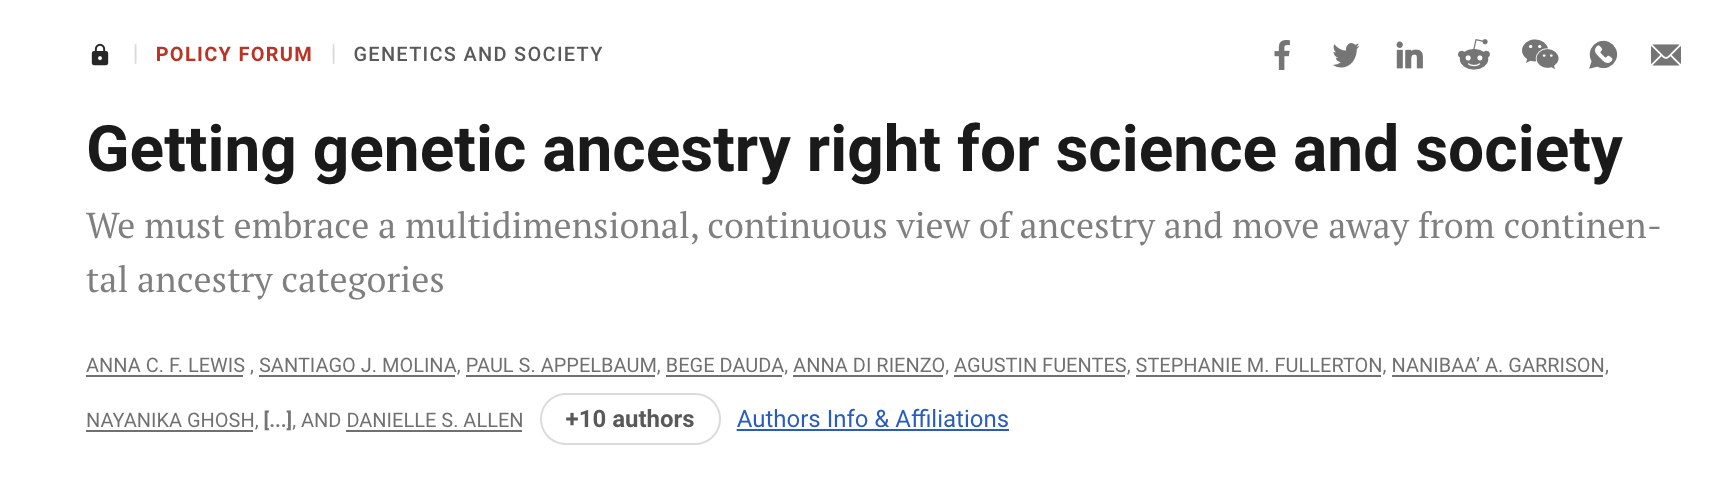 POLICY FORUM | GENETICS AND SOCIETY
Getting genetic ancestry right for science and society
We must embrace a multidimensional, continuous view of ancestry and move away from continen-
tal ancestry categories
ANNA C. F. LEWIS , SANTIAGO J. MOLINA, PAUL S. APPELBAUM, BEGE DAUDA, ANNA DI RIENZO, AGUSTIN FUENTES, STEPHANIE M. FULLERTON, NANIBAA’ A. GARRISON,
NAYANIKA GHOSH, [...], AND DANIELLE S. ALLEN +10 authors Authors Info & Affiliations